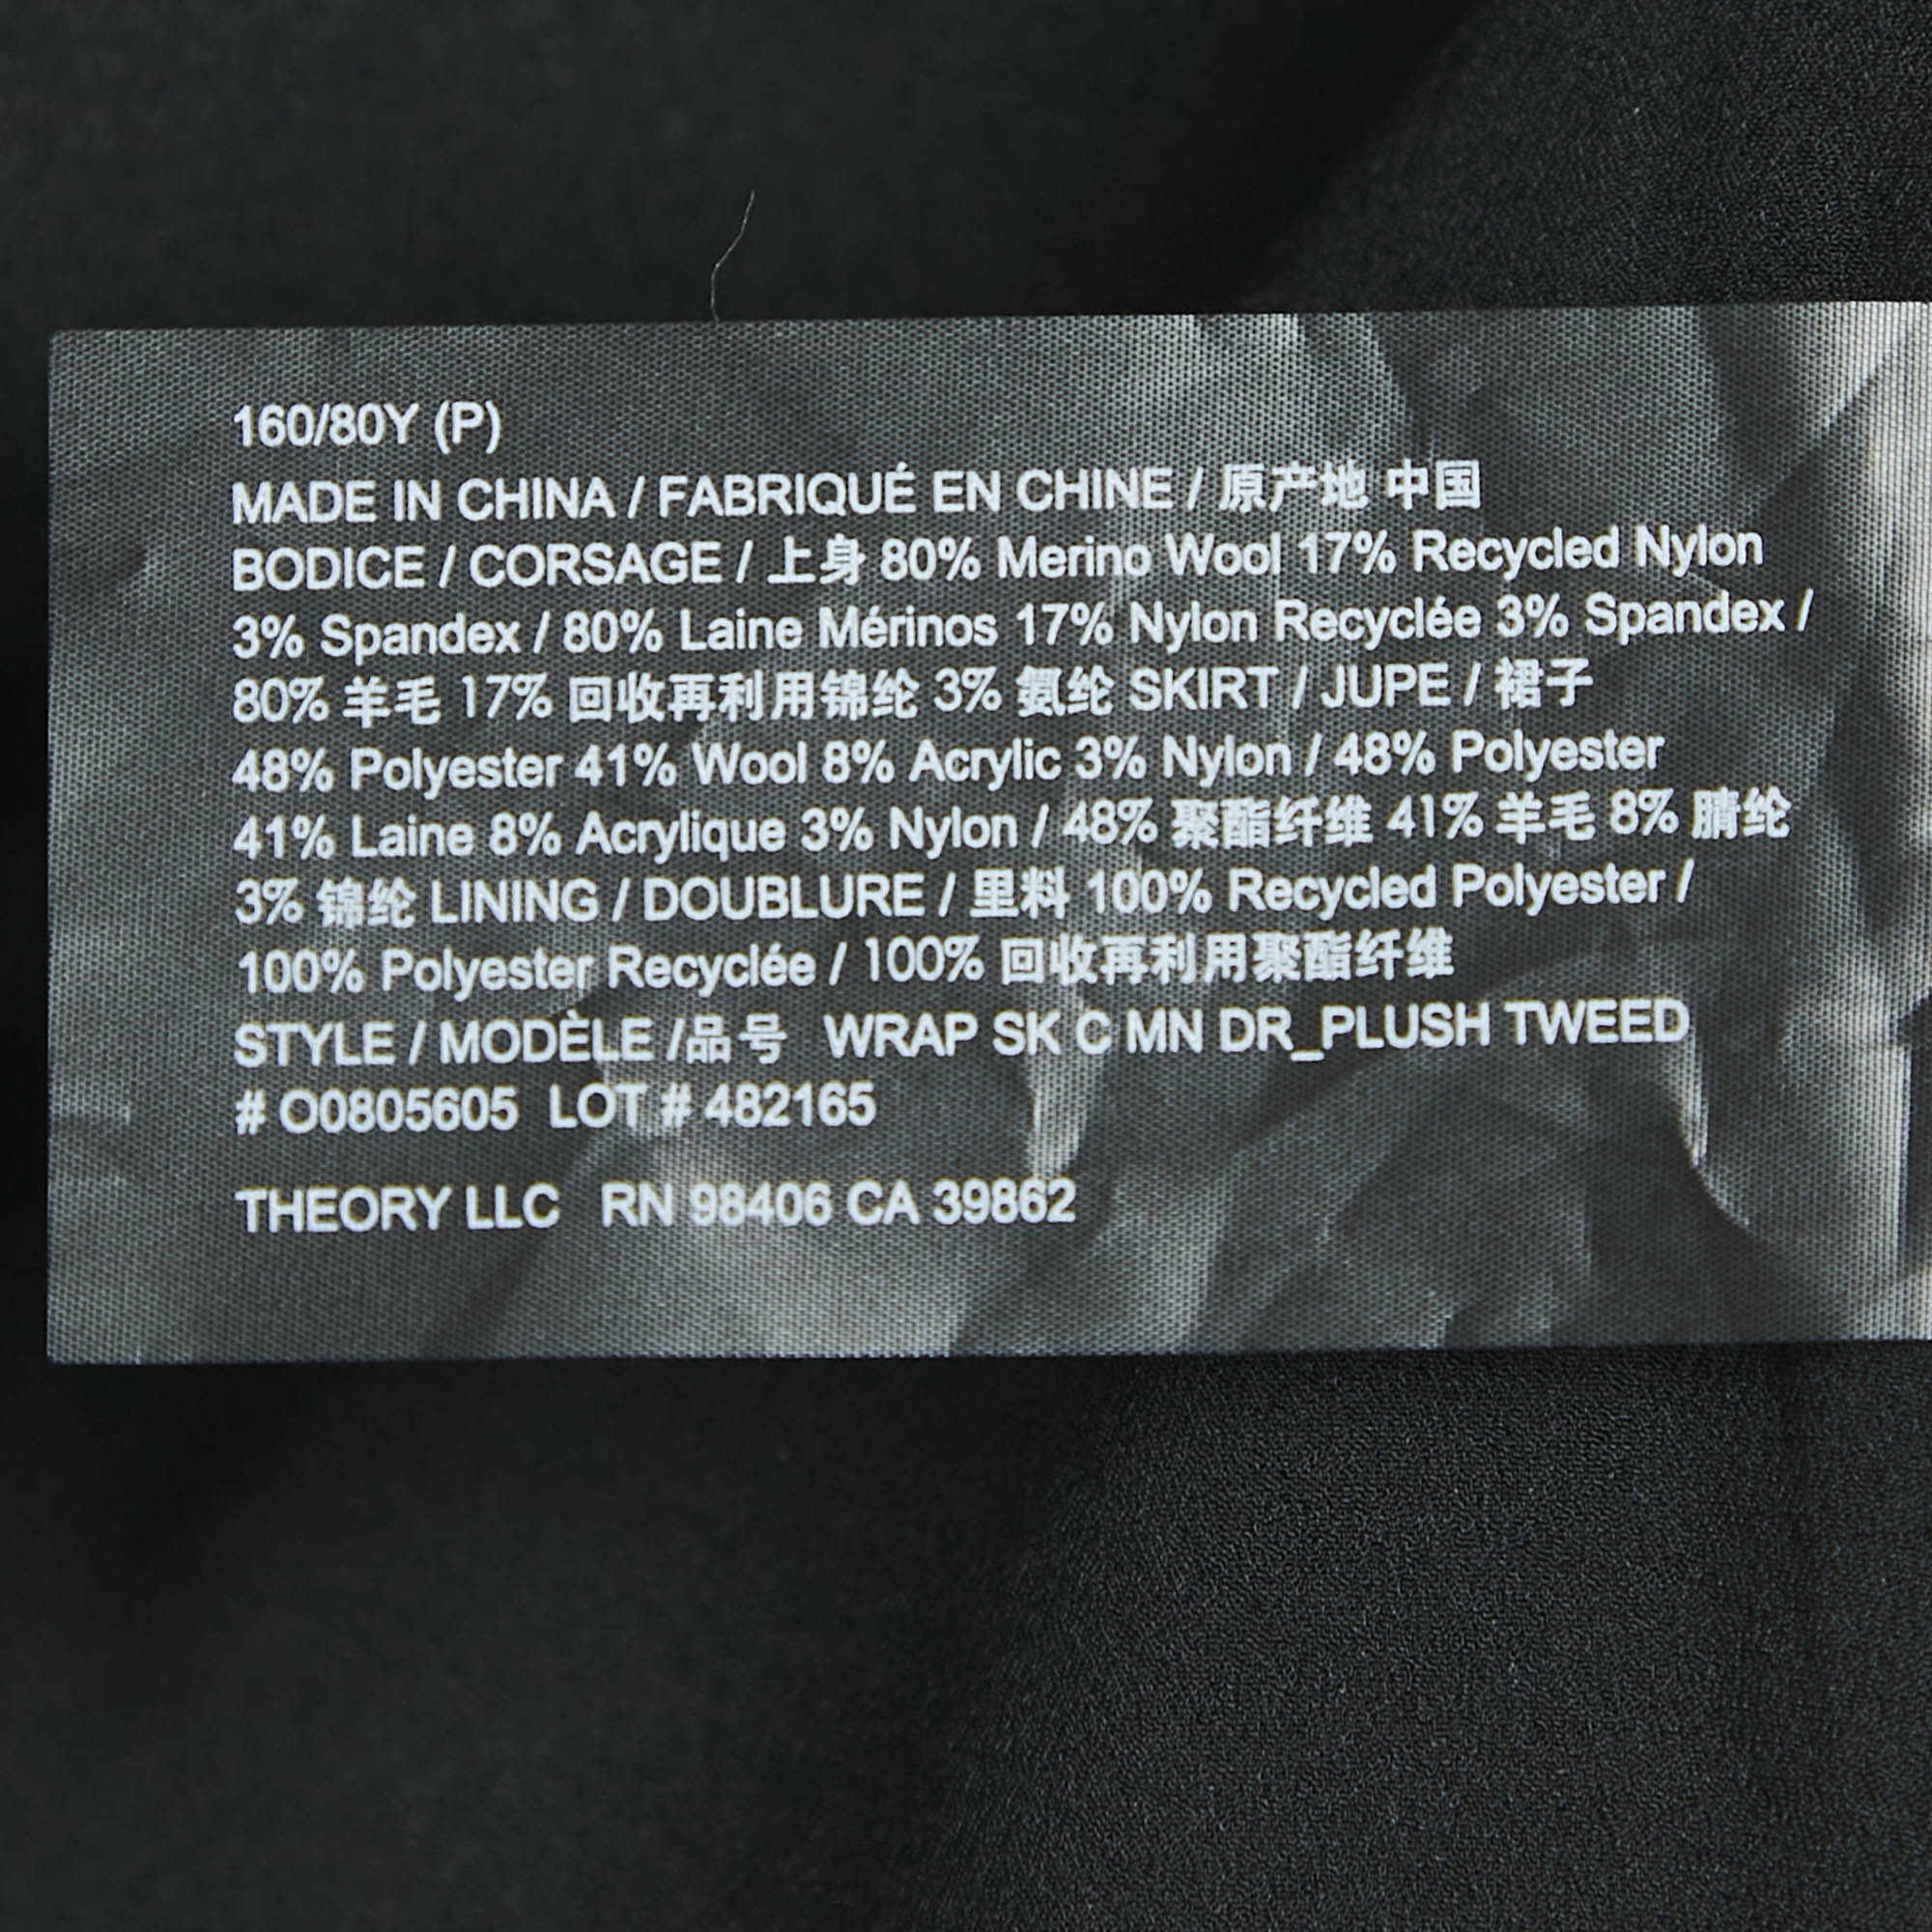 160/80Y (P)
MADE IN CHINA / FABRIQUÉ EN CHINE / 原产地 中国
BODICE / CORSAGE / 上身 80% Merino Wool 17% Recycled Nylon
3% Spandex / 80% Laine Mérinos 17% Nylon Recyclée 3% Spandex /
80% 羊毛 17% 回收再利用锦纶 3% 氨纶 SKIRT / JUPE / 裙子
48% Polyester 41% Wool 8% Acrylic 3% Nylon / 48% Polyester
41% Laine 8% Acrylique 3% Nylon / 48% 聚酯纤维 41% 羊毛 8% 腈纶
3% 锦纶 LINING / DOUBLURE / 里料 100% Recycled Polyester /
100% Polyester Recyclée / 100% 回收再利用聚酯纤维
STYLE / MODÈLE /品号 WRAP SK C MN DR_PLUSH TWEED
# O0805605 LOT # 482165
THEORY LLC RN 98406 CA 39862